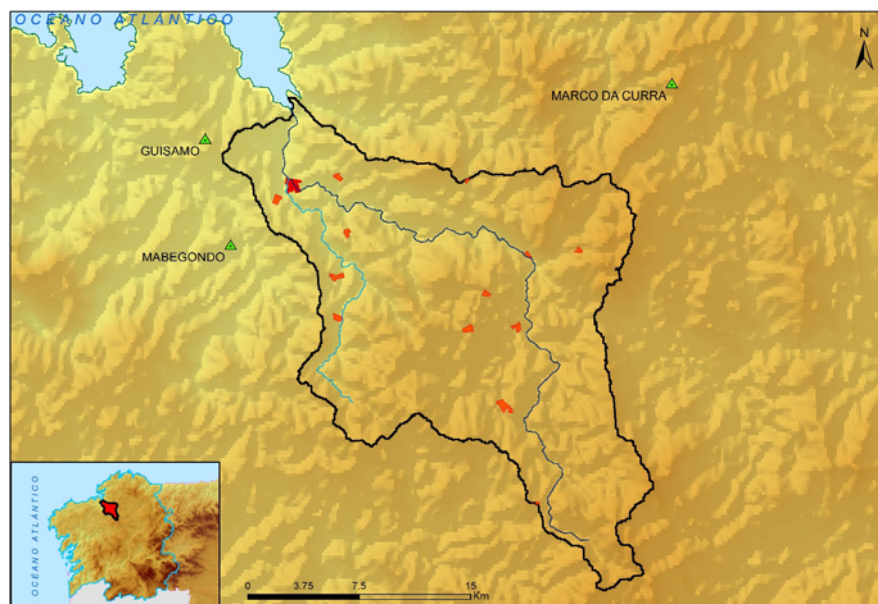 OCÉANO ATLÁNTICO
N
MARCO DA CURRA
GUISAMO
MABEGONDO
OCÉANO ATLÁNTICO
0 3.75 7.5 15
Km